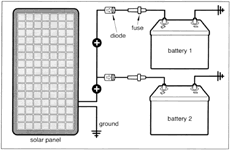 fuse
diode
battery 1
battery 2
ground
solar panel